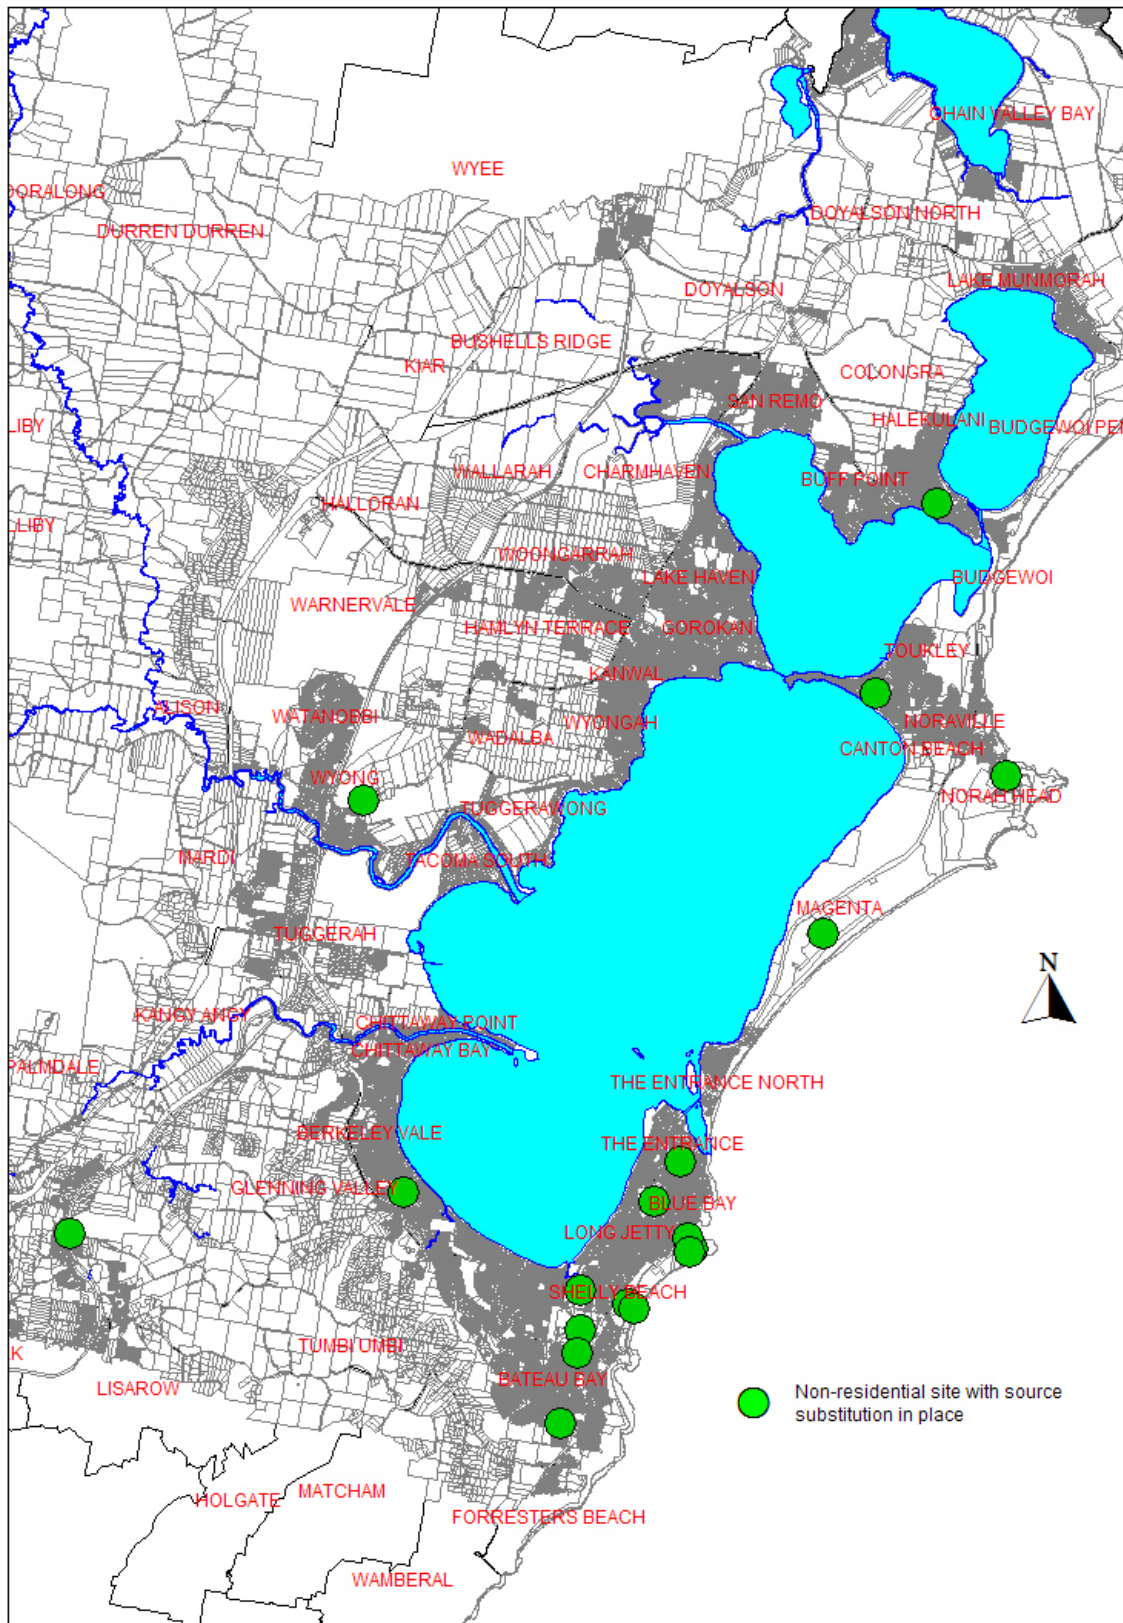 CHAIN VALLEY BAY
WYEE
OORALONG
DOYALSON NORTH
DURREN DURREN
LAKE MUNMORAH
DOYALSON
BUSHELLS RIDGE
KIAR
COLONGRA
SAN REMO
HALEKULANI
LIBY
BUDGEWOI PEN
WALLARAH
CHARMHAVEN
BUFF POINT
HALLORAN
LLIBY
WOONGARRAH
LAKE HAVEN
BUDGEWOI
WARNERVALE
HAMLYN TERRACE
GOROKAN
TOUKLEY
KANWAL
ALISON
WATANOBBI
WYONGAH
NORAVILLE
WADALBA
CANTON BEACH
WYONG
NORAH HEAD
TUGGERAWONG
MARDI
TACOMA SOUTH
MAGENTA
TUGGERAH
N
KANGY ANGY
CHITTAWAY POINT
CHITTAWAY BAY
PALMDALE
THE ENTRANCE NORTH
BERKELEY VALE
THE ENTRANCE
GLENNING VALLEY
BLUE BAY
LONG JETTY
SHELLY BEACH
TUMBI UMBI
K
BATEAU BAY
LISAROW
Non-residential site with source
substitution in place
MATCHAM
HOLGATE
FORRESTERS BEACH
WAMBERAL